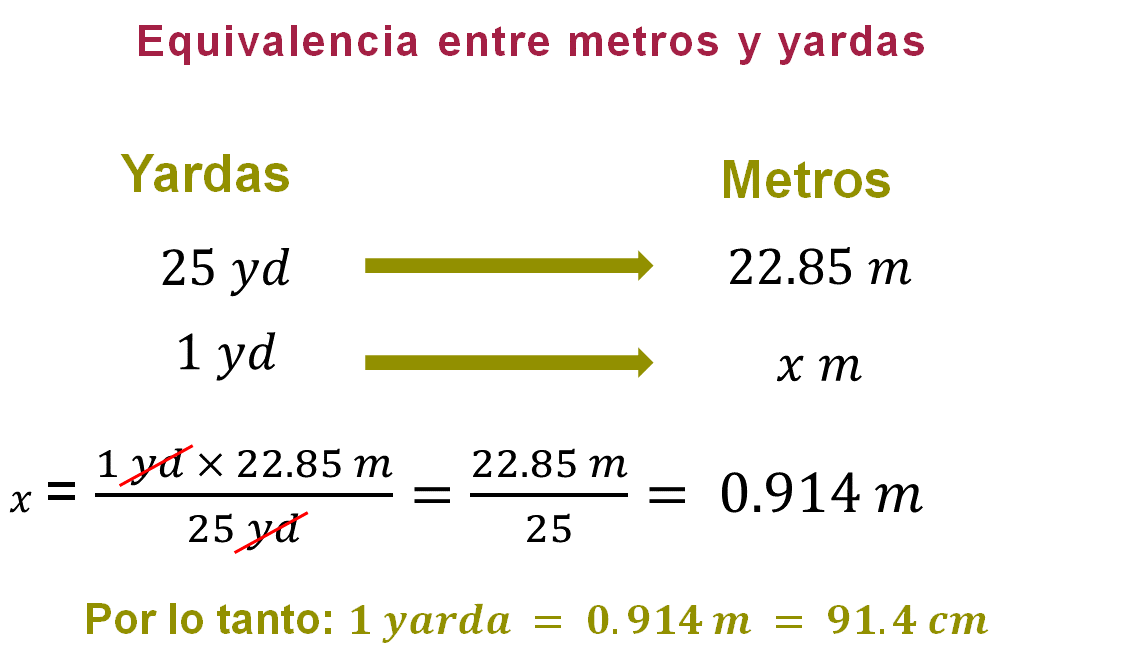 Equivalencia entre metros y yardas
Yardas Metros
25 yd 22.85 m
1 yd x m
x = 1 yd × 22.85 m / 25 yd = 22.85 m / 25 = 0.914 m
Por lo tanto: 1 yarda = 0.914 m = 91.4 cm